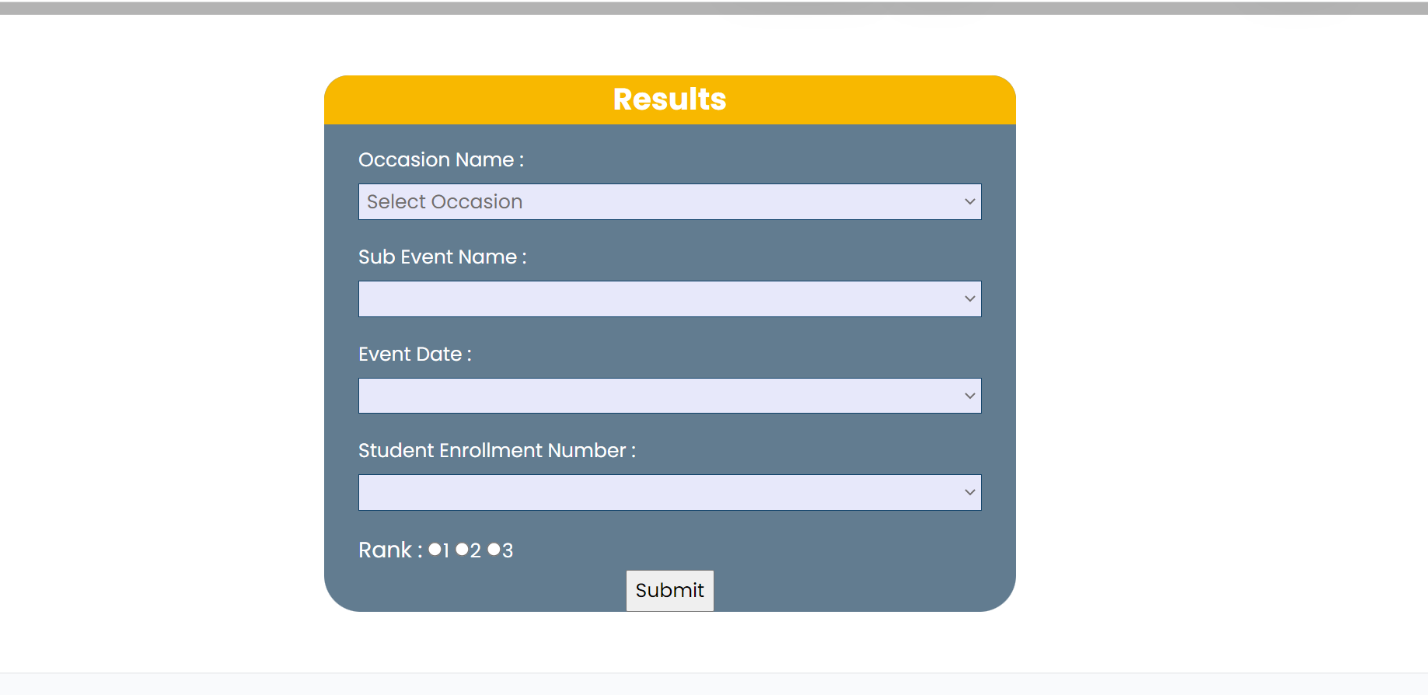 Results
Occasion Name :
Select Occasion
Sub Event Name :
Event Date :
Student Enrollment Number :
Rank : 1 2 3
Submit